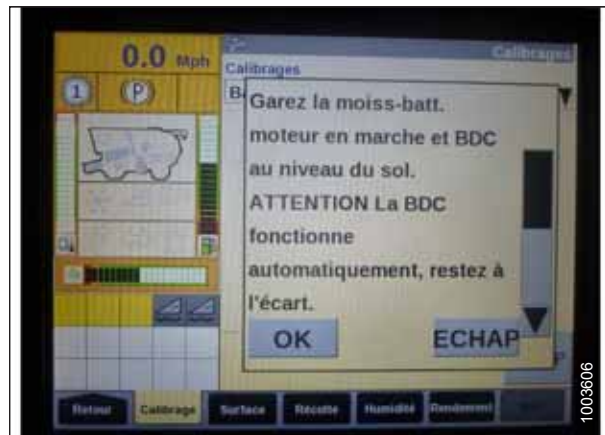 0.0 Mph
Calibrages
1
P
Calibrages
Garez la moiss-batt.
moteur en marche et BDC
au niveau du sol.
ATTENTION La BDC
fonctionne
automatiquement, restez à
l'écart.
OK
ECHAP
Retour
Calibrage
Surface
Récolte
Humidité
Rendement
1003606